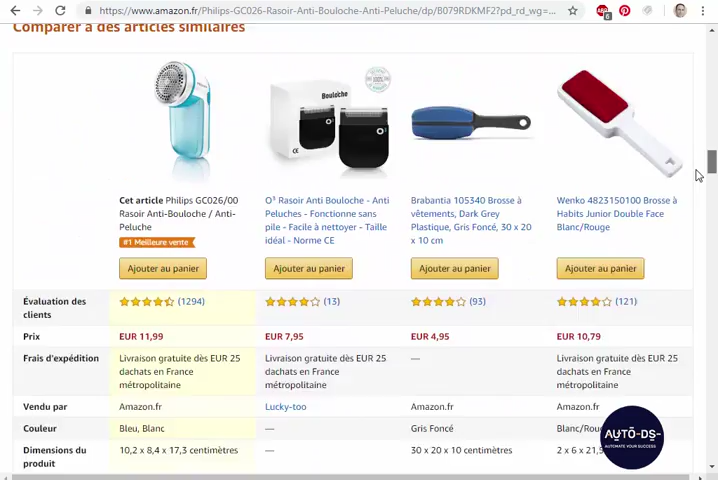 https://www.amazon.fr/Philips-GC026-Rasoir-Anti-Bouloche-Anti-Peluche/dp/B079RDKMF2?pd_rd_wg=...
6
Comparer à des articles similaires
Bouloche
CE
Cet article Philips GC026/00 Rasoir Anti-Bouloche / Anti-Peluche
#1 Meilleure vente
O³ Rasoir Anti Bouloche - Anti Peluches - Fonctionne sans pile - Facile à nettoyer - Taille idéal - Norme CE
Brabantia 105340 Brosse à vêtements, Dark Grey Plastique, Gris Foncé, 30 x 20 x 10 cm
Wenko 4823150100 Brosse à Habits Junior Double Face Blanc/Rouge
Ajouter au panier Ajouter au panier Ajouter au panier Ajouter au panier
Évaluation des clients (1294) (13) (93) (121)
Prix EUR 11,99 EUR 7,95 EUR 4,95 EUR 10,79
Frais d'expédition Livraison gratuite dès EUR 25 dachats en France métropolitaine Livraison gratuite dès EUR 25 dachats en France métropolitaine — Livraison gratuite dès EUR 25 dachats en France métropolitaine
Vendu par Amazon.fr Lucky-too Amazon.fr Amazon.fr
Couleur Bleu, Blanc — Gris Foncé
Dimensions du produit 10,2 x 8,4 x 17,3 centimètres — 30 x 20 x 10 centimètres 2 x 6 x
AUTO-DS-
AUTOMATE YOUR SUCCESS